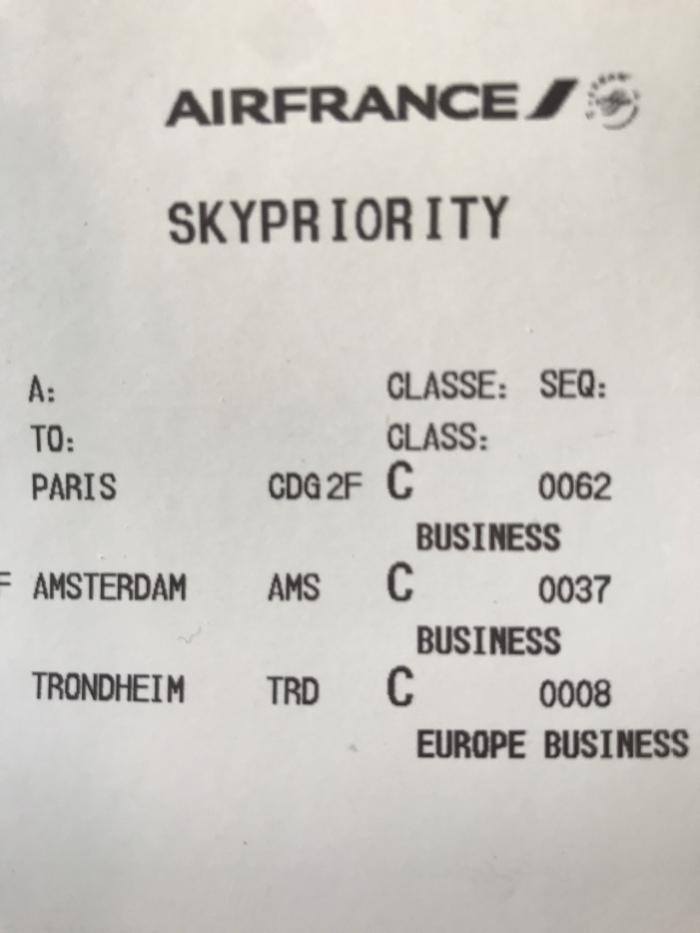 AIRFRANCE
SKYPRIORITY
A: CLASSE: SEQ:
TO: CLASS:
PARIS CDG 2F C 0062
BUSINESS
F AMSTERDAM AMS C 0037
BUSINESS
TRONDHEIM TRD C 0008
EUROPE BUSINESS